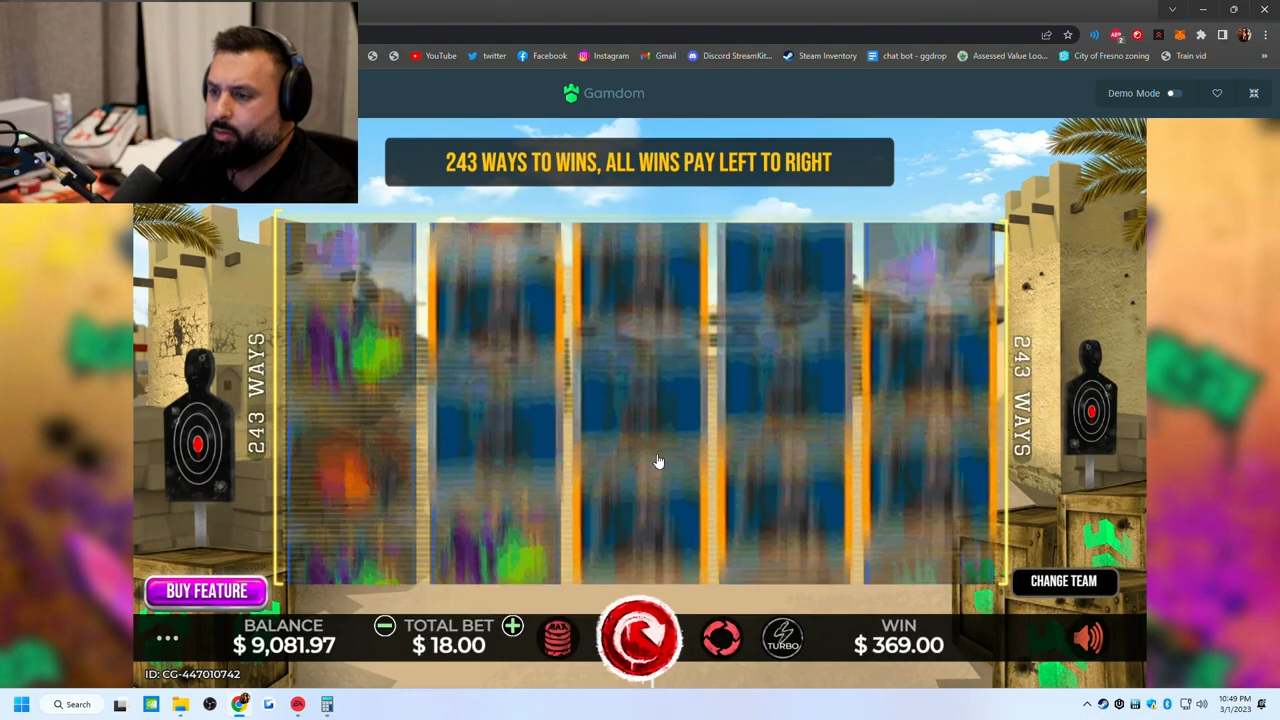 YouTube
twitter
Facebook
Instagram
Gmail
Discord StreamKit...
Steam Inventory
chat bot - ggdrop
Assessed Value Loo...
City of Fresno zoning
Train vid
»
Gamdom
Demo Mode
243 WAYS TO WINS, ALL WINS PAY LEFT TO RIGHT
243 WAYS
243 WAYS
BUY FEATURE
CHANGE TEAM
BALANCE
$ 9,081.97
TOTAL BET
$ 18.00
MAX
TURBO
WIN
$ 369.00
ID: CG-447010742
Search
10:49 PM
3/1/2023